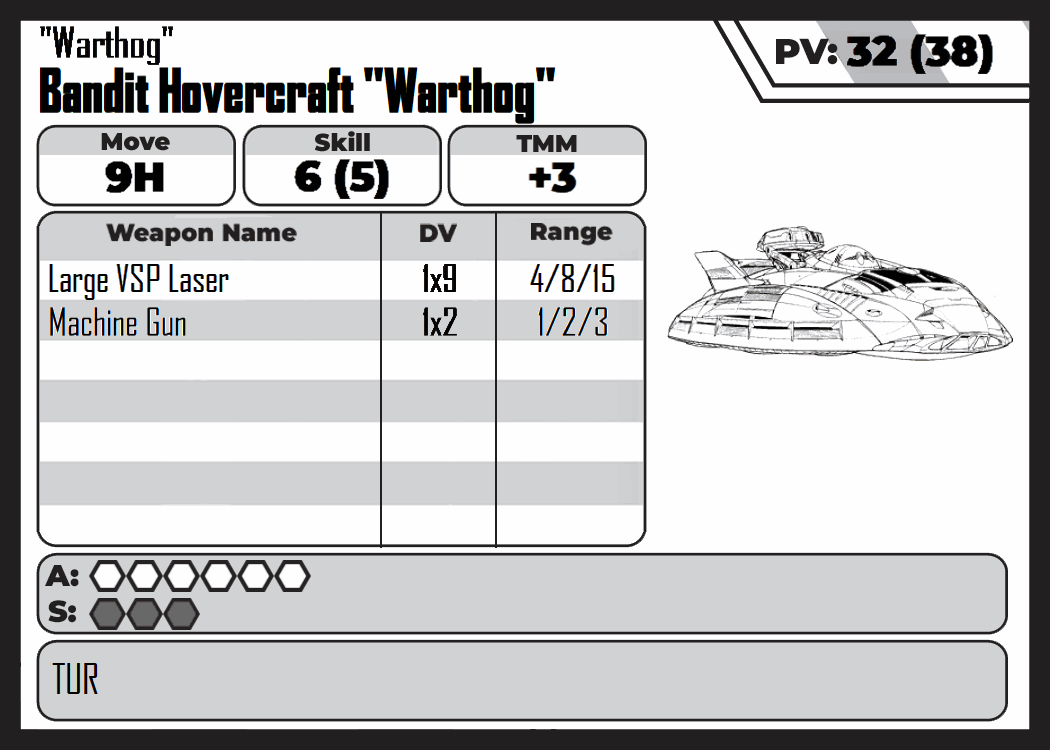 "Warthog"
Bandit Hovercraft "Warthog"
PV: 32 (38)
Move Skill TMM
9H 6 (5) +3
Weapon Name DV Range
Large VSP Laser 1x9 4/8/15
Machine Gun 1x2 1/2/3
A:
S:
TUR